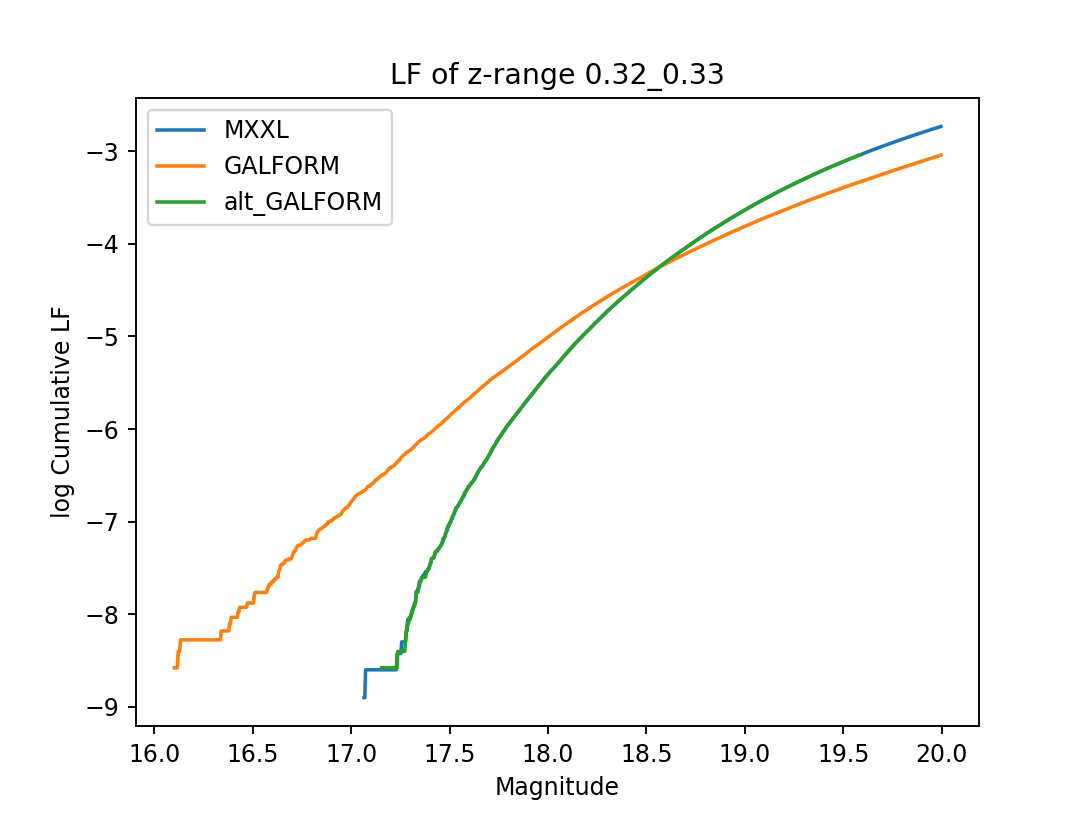 LF of z-range 0.32_0.33
MXXL
GALFORM
alt_GALFORM
−3
−4
−5
−6
−7
−8
−9
log Cumulative LF
16.0 16.5 17.0 17.5 18.0 18.5 19.0 19.5 20.0
Magnitude